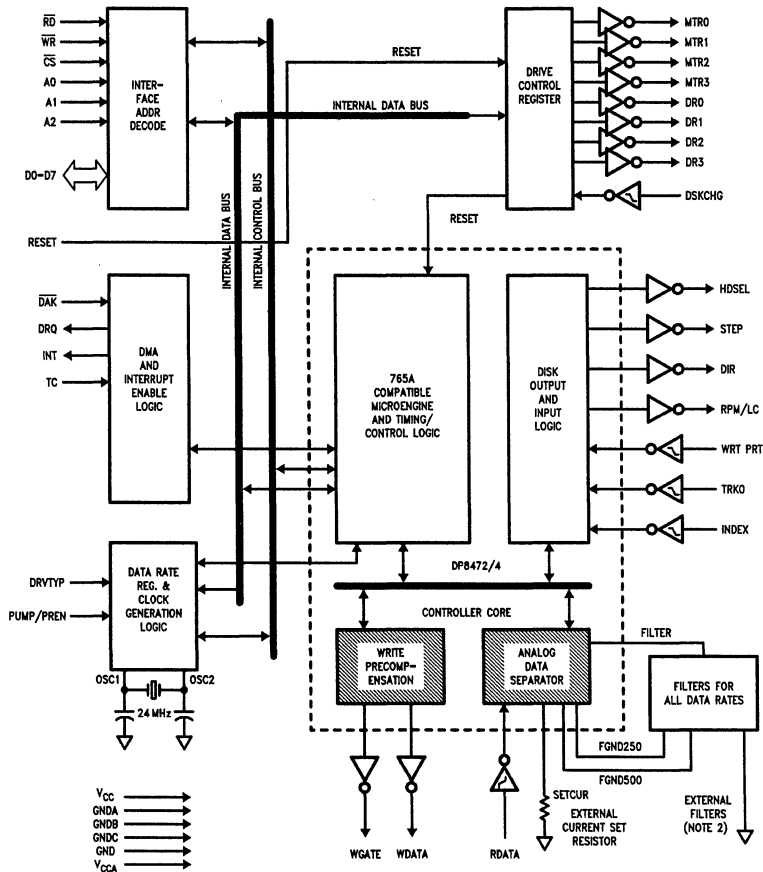 RD
WR
CS
A0
A1
A2
D0–D7
INTER-
FACE
ADDR
DECODE
RESET
INTERNAL DATA BUS
DRIVE
CONTROL
REGISTER
MTR0
MTR1
MTR2
MTR3
DR0
DR1
DR2
DR3
DSKCHG
RESET
RESET
INTERNAL DATA BUS
INTERNAL CONTROL BUS
DAK
DRQ
INT
TC
DMA
AND
INTERRUPT
ENABLE
LOGIC
765A
COMPATIBLE
MICROENGINE
AND TIMING/
CONTROL LOGIC
DISK
OUTPUT
AND
INPUT
LOGIC
HDSEL
STEP
DIR
RPM/LC
WRT PRT
TRK0
INDEX
DP8472/4
DRVTYP
PUMP/PREN
DATA RATE
REG. &
CLOCK
GENERATION
LOGIC
OSC1
OSC2
24 MHz
CONTROLLER CORE
WRITE
PRECOMP-
ENSATION
ANALOG
DATA
SEPARATOR
FILTER
FILTERS FOR
ALL DATA RATES
FGND250
FGND500
SETCUR
EXTERNAL
CURRENT SET
RESISTOR
EXTERNAL
FILTERS
(NOTE 2)
WGATE
WDATA
RDATA
VCC
GNDA
GNDB
GNDC
GND
VCCA